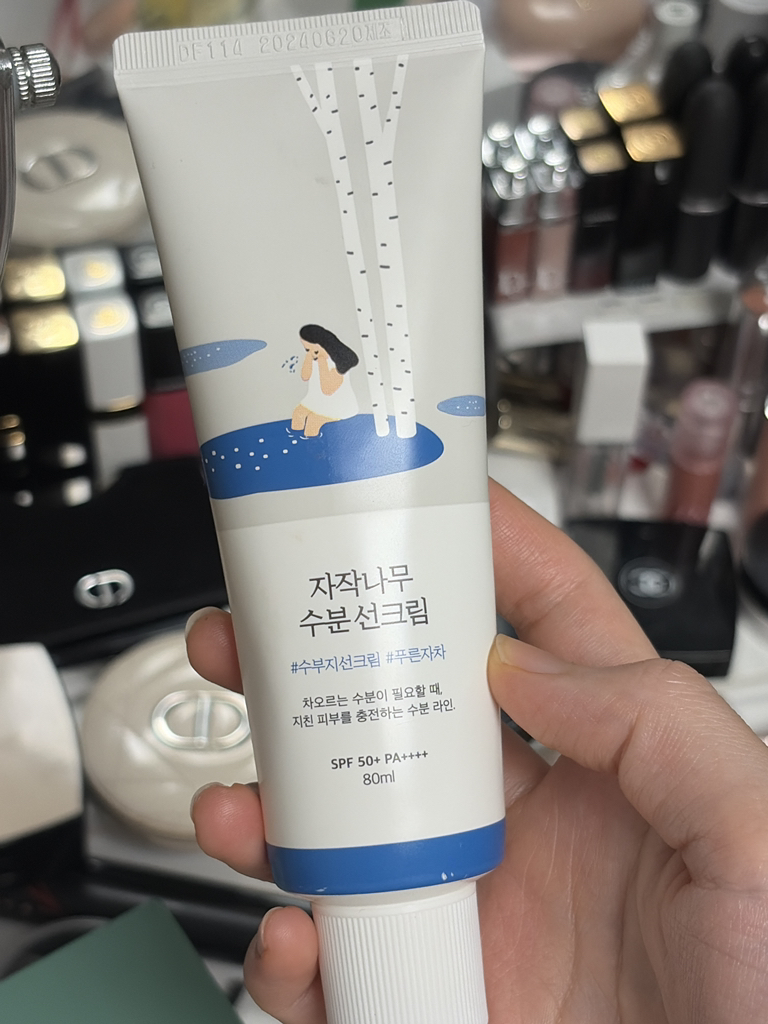 DF114 20240620제조
자작나무
수분 선크림
#수부지선크림 #푸른자차
차오르는 수분이 필요할 때,
지친 피부를 충전하는 수분 라인.
SPF 50+ PA++++
80ml